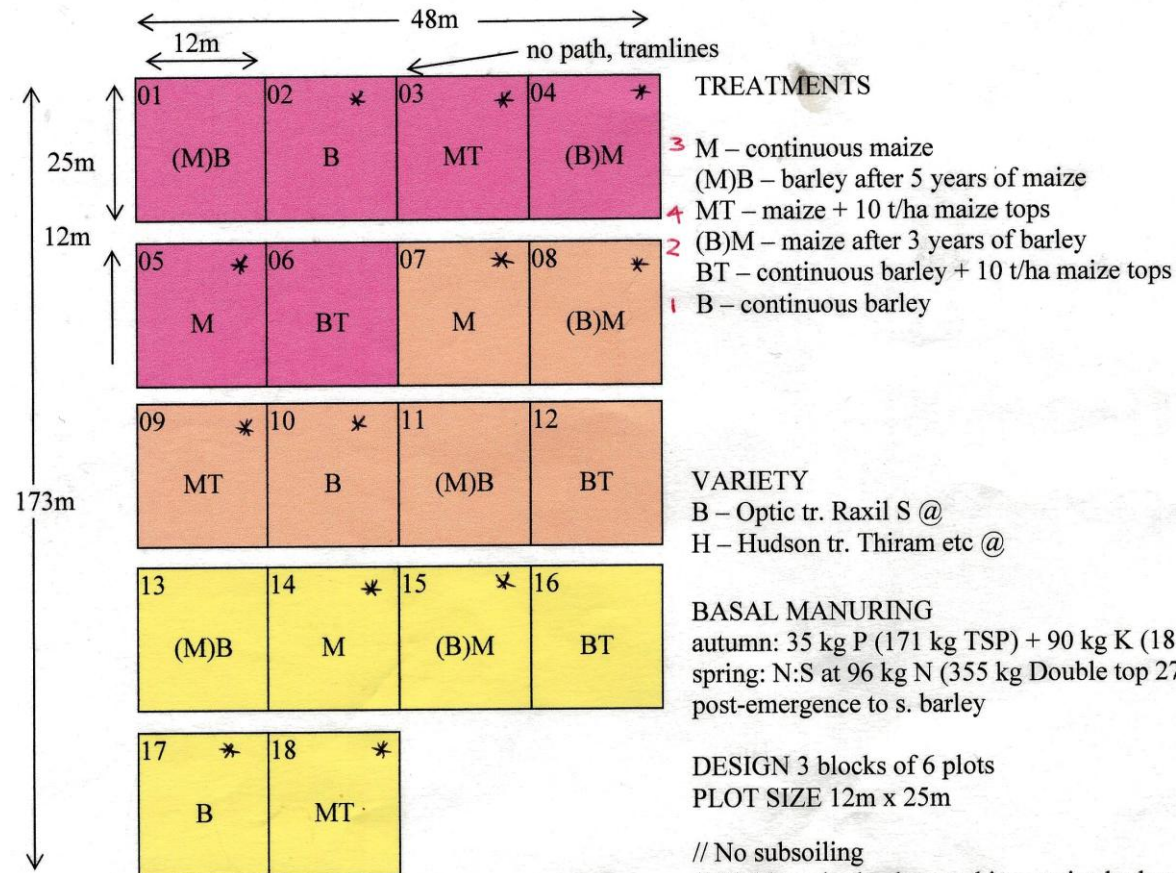 48m
12m
no path, tramlines
25m
12m
173m
01 (M)B
02 * B
03 * MT
04 * (B)M
05 * M
06 BT
07 * M
08 * (B)M
09 * MT
10 * B
11 (M)B
12 BT
13 (M)B
14 * M
15 * (B)M
16 BT
17 * B
18 * MT
TREATMENTS
3 M – continuous maize
(M)B – barley after 5 years of maize
4 MT – maize + 10 t/ha maize tops
2 (B)M – maize after 3 years of barley
BT – continuous barley + 10 t/ha maize tops
1 B – continuous barley
VARIETY
B – Optic tr. Raxil S @
H – Hudson tr. Thiram etc @
BASAL MANURING
autumn: 35 kg P (171 kg TSP) + 90 kg K (18
spring: N:S at 96 kg N (355 kg Double top 27
post-emergence to s. barley
DESIGN 3 blocks of 6 plots
PLOT SIZE 12m x 25m
// No subsoiling